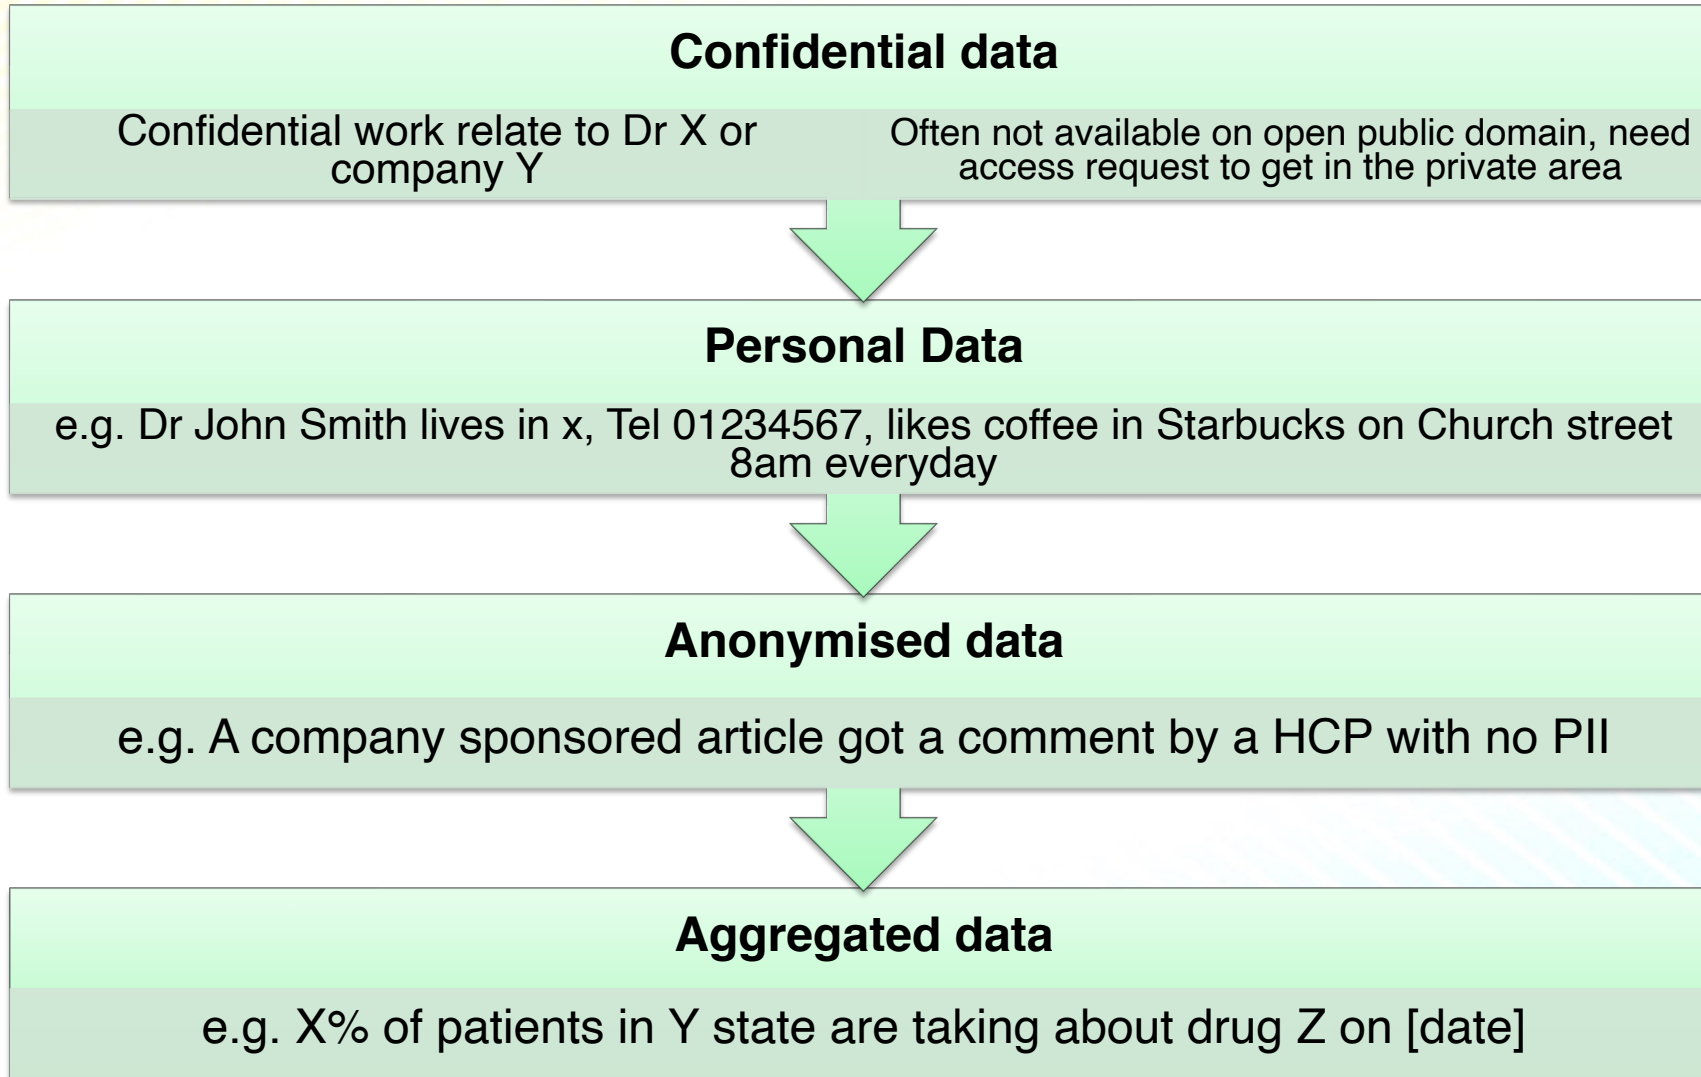 Confidential data
Confidential work relate to Dr X or
company Y
Often not available on open public domain, need
access request to get in the private area
Personal Data
e.g. Dr John Smith lives in x, Tel 01234567, likes coffee in Starbucks on Church street
8am everyday
Anonymised data
e.g. A company sponsored article got a comment by a HCP with no PII
Aggregated data
e.g. X% of patients in Y state are taking about drug Z on [date]